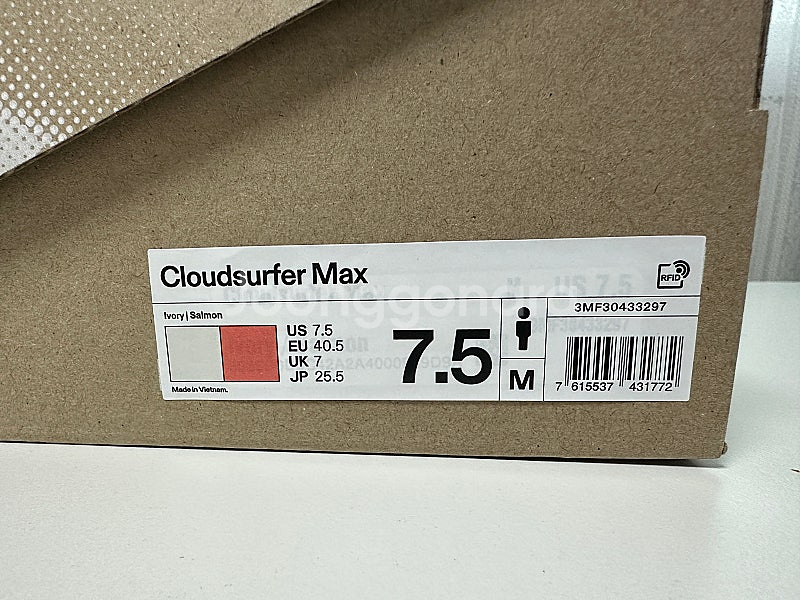 Cloudsurfer Max
RFID
Ivory | Salmon
US 7.5
EU 40.5
UK 7
JP 25.5
Made in Vietnam.
7.5
M
3MF30433297
7 615537 431772